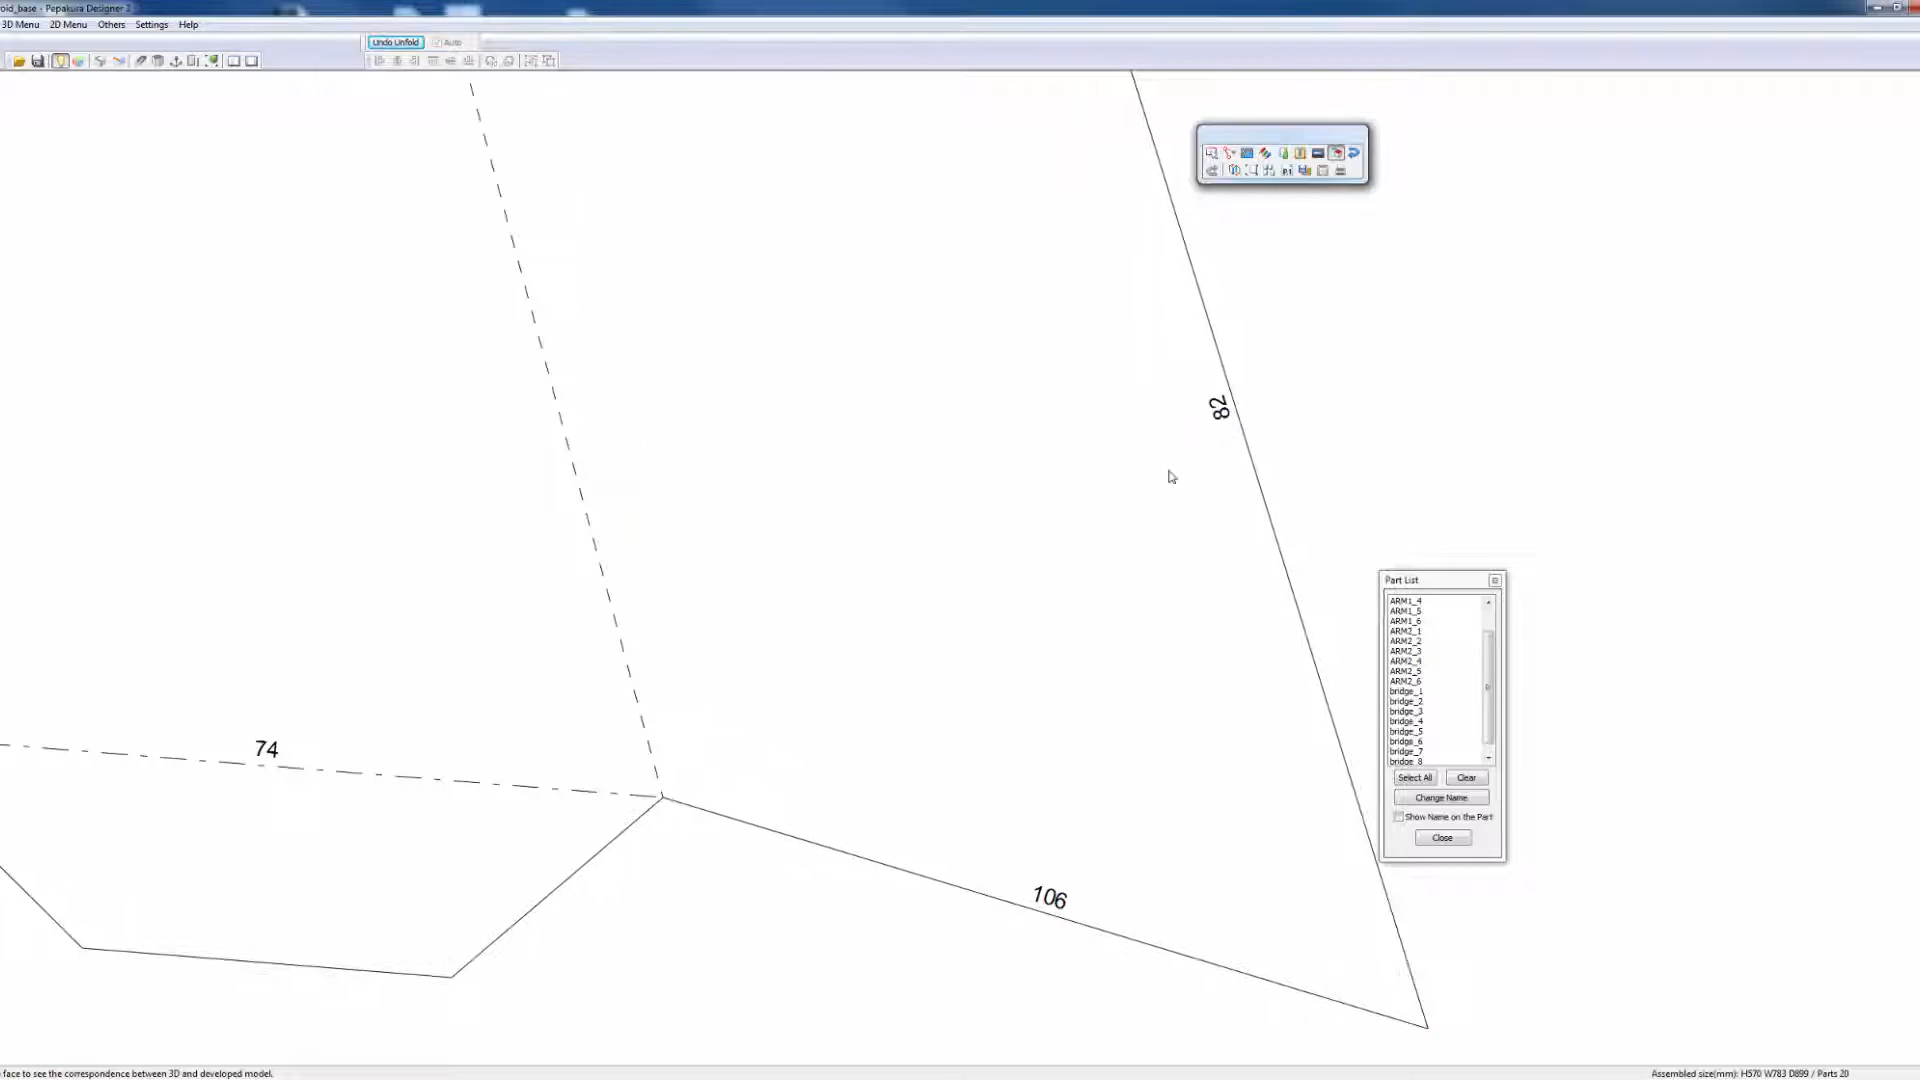 oid_base - Pepakura Designer 3
3D Menu 2D Menu Others Settings Help
Undo Unfold Auto
P.1
82
74
106
Part List
ARM1_4
ARM1_5
ARM1_6
ARM2_1
ARM2_2
ARM2_3
ARM2_4
ARM2_5
ARM2_6
bridge_1
bridge_2
bridge_3
bridge_4
bridge_5
bridge_6
bridge_7
bridge_8
Select All Clear
Change Name
Show Name on the Part
Close
face to see the correspondence between 3D and developed model.
Assembled size(mm): H570 W783 D899 / Parts 20